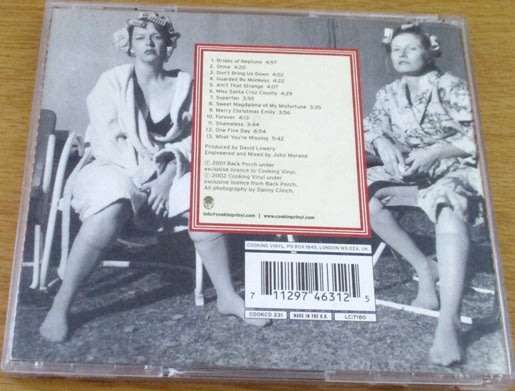 1. Brides of Neptune 4:57
2. Shine 4:20
3. Don't Bring Us Down 4:02
4. Guarded By Monkeys 4:22
5. Ain't That Strange 4:07
6. Miss Santa Cruz County 4:29
7. Superfan 3:55
8. Sweet Magdalena of My Misfortune 3:35
9. Merry Christmas Emily 3:56
10. Forever 4:13
11. Shameless 3:44
12. One Fine Day 6:54
13. What You're Missing 5:42
Produced by David Lowery
Engineered and Mixed by John Morand
℗ 2001 Back Porch under
exclusive licence to Cooking Vinyl.
© 2002 Cooking Vinyl under
exclusive licence from Back Porch.
All photography by Danny Clinch.
info@cookingvinyl.com www.cookingvinyl.com
COOKING VINYL, PO BOX 1845, LONDON W3 0ZA, UK.
7 11297 46312 5
COOKCD 231 MADE IN THE U.K. LC:7180